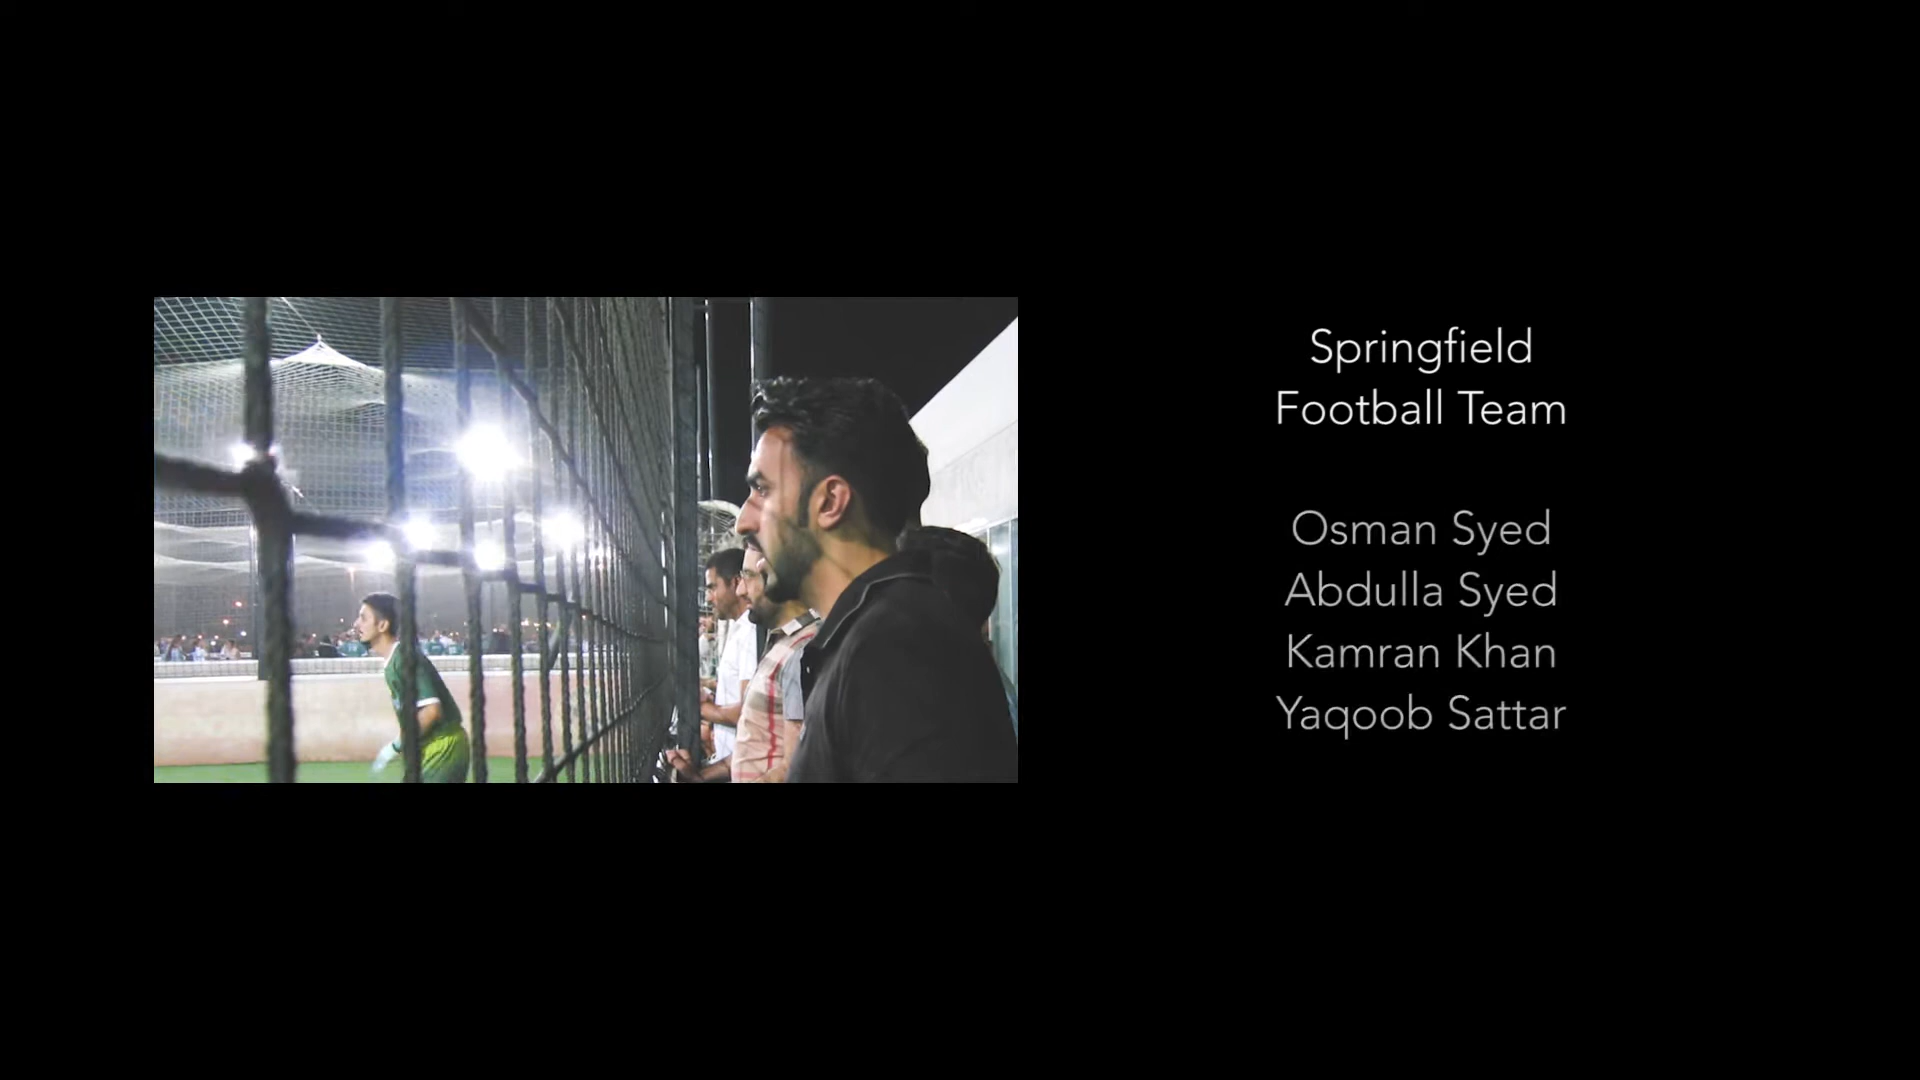 Springfield
Football Team
Osman Syed
Abdulla Syed
Kamran Khan
Yaqoob Sattar